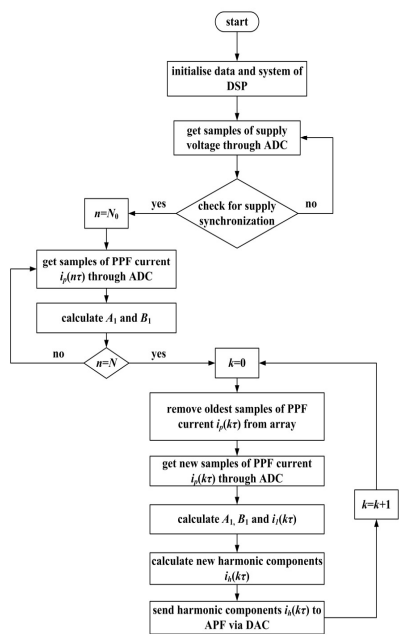 start
initialise data and system of
DSP
get samples of supply
voltage through ADC
check for supply
synchronization
yes
no
n=N₀
get samples of PPF current
iₚ(nτ) through ADC
calculate A₁ and B₁
n=N
no
yes
k=0
remove oldest samples of PPF
current iₚ(kτ) from array
get new samples of PPF current
iₚ(kτ) through ADC
calculate A₁, B₁ and i₁(kτ)
calculate new harmonic components
iₕ(kτ)
send harmonic components iₕ(kτ) to
APF via DAC
k=k+1